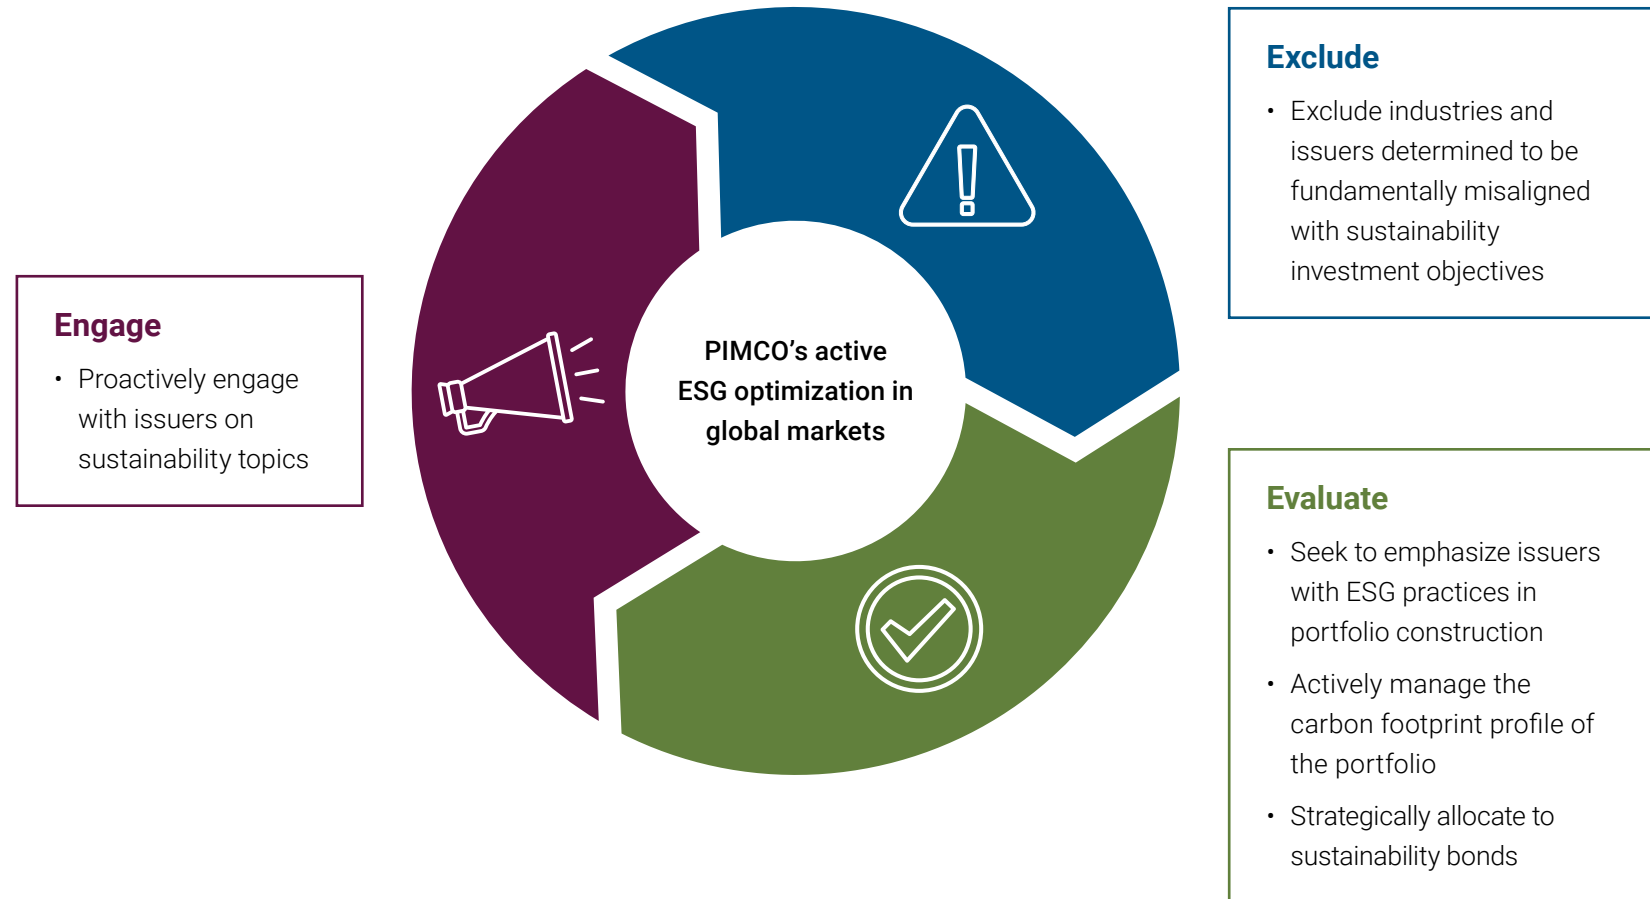 Exclude
• Exclude industries and
issuers determined to be
fundamentally misaligned
with sustainability
investment objectives
Engage
• Proactively engage
with issuers on
sustainability topics
PIMCO’s active
ESG optimization in
global markets
Evaluate
• Seek to emphasize issuers
with ESG practices in
portfolio construction
• Actively manage the
carbon footprint profile of
the portfolio
• Strategically allocate to
sustainability bonds